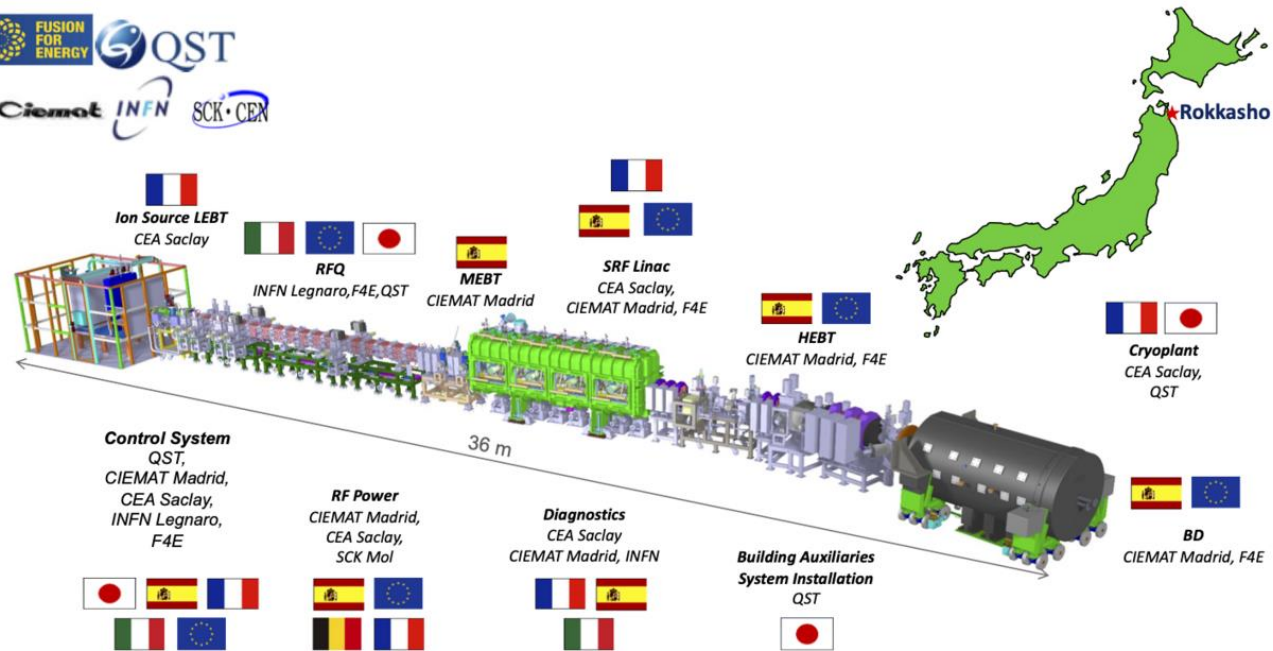 FUSION
FOR
ENERGY
QST
Ciemat
INFN
SCK•CEN
Rokkasho
Ion Source LEBT
CEA Saclay
RFQ
INFN Legnaro,F4E,QST
MEBT
CIEMAT Madrid
SRF Linac
CEA Saclay,
CIEMAT Madrid, F4E
HEBT
CIEMAT Madrid, F4E
Cryoplant
CEA Saclay,
QST
36 m
Control System
QST,
CIEMAT Madrid,
CEA Saclay,
INFN Legnaro,
F4E
RF Power
CIEMAT Madrid,
CEA Saclay,
SCK Mol
Diagnostics
CEA Saclay
CIEMAT Madrid, INFN
Building Auxiliaries
System Installation
QST
BD
CIEMAT Madrid, F4E